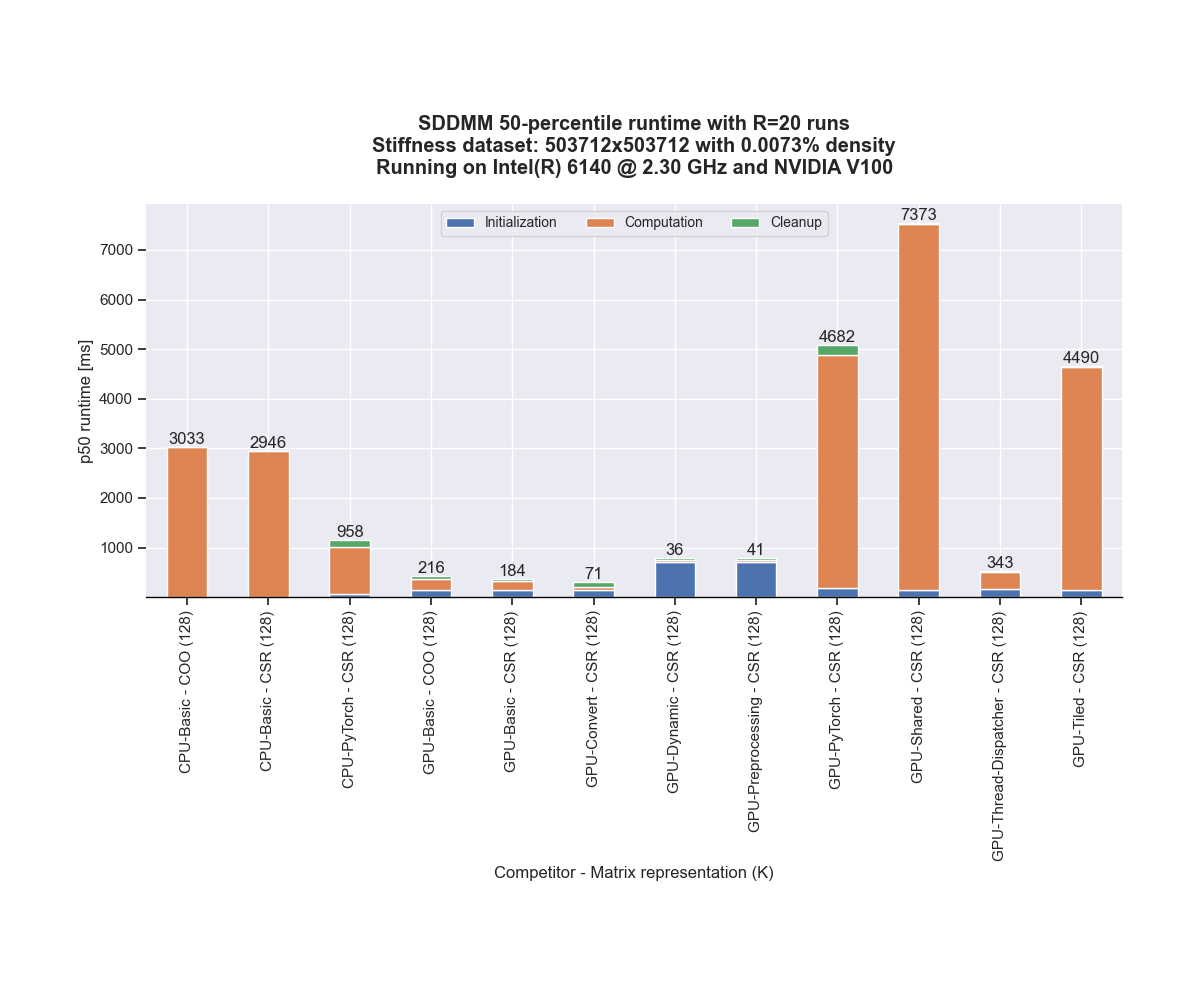 SDDMM 50-percentile runtime with R=20 runs
Stiffness dataset: 503712x503712 with 0.0073% density
Running on Intel(R) 6140 @ 2.30 GHz and NVIDIA V100
Initialization Computation Cleanup
p50 runtime [ms]
7000
6000
5000
4000
3000
2000
1000
3033
2946
958
216
184
71
36
41
4682
7373
343
4490
CPU-Basic - COO (128)
CPU-Basic - CSR (128)
CPU-PyTorch - CSR (128)
GPU-Basic - COO (128)
GPU-Basic - CSR (128)
GPU-Convert - CSR (128)
GPU-Dynamic - CSR (128)
GPU-Preprocessing - CSR (128)
GPU-PyTorch - CSR (128)
GPU-Shared - CSR (128)
GPU-Thread-Dispatcher - CSR (128)
GPU-Tiled - CSR (128)
Competitor - Matrix representation (K)